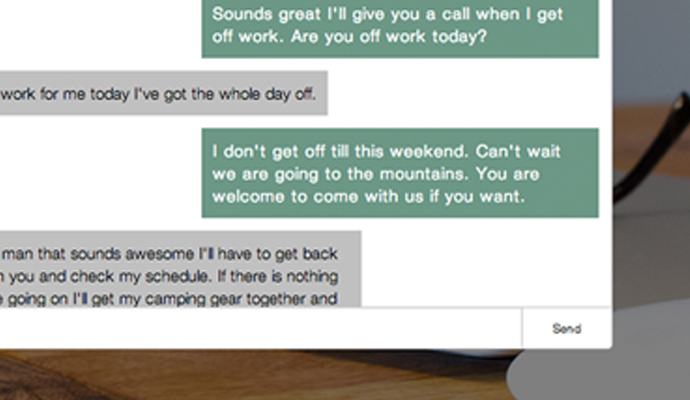 Sounds great I'll give you a call when I get
off work. Are you off work today?
work for me today I've got the whole day off.
I don't get off till this weekend. Can't wait
we are going to the mountains. You are
welcome to come with us if you want.
man that sounds awesome I'll have to get back
you and check my schedule. If there is nothing
going on I'll get my camping gear together and
Send